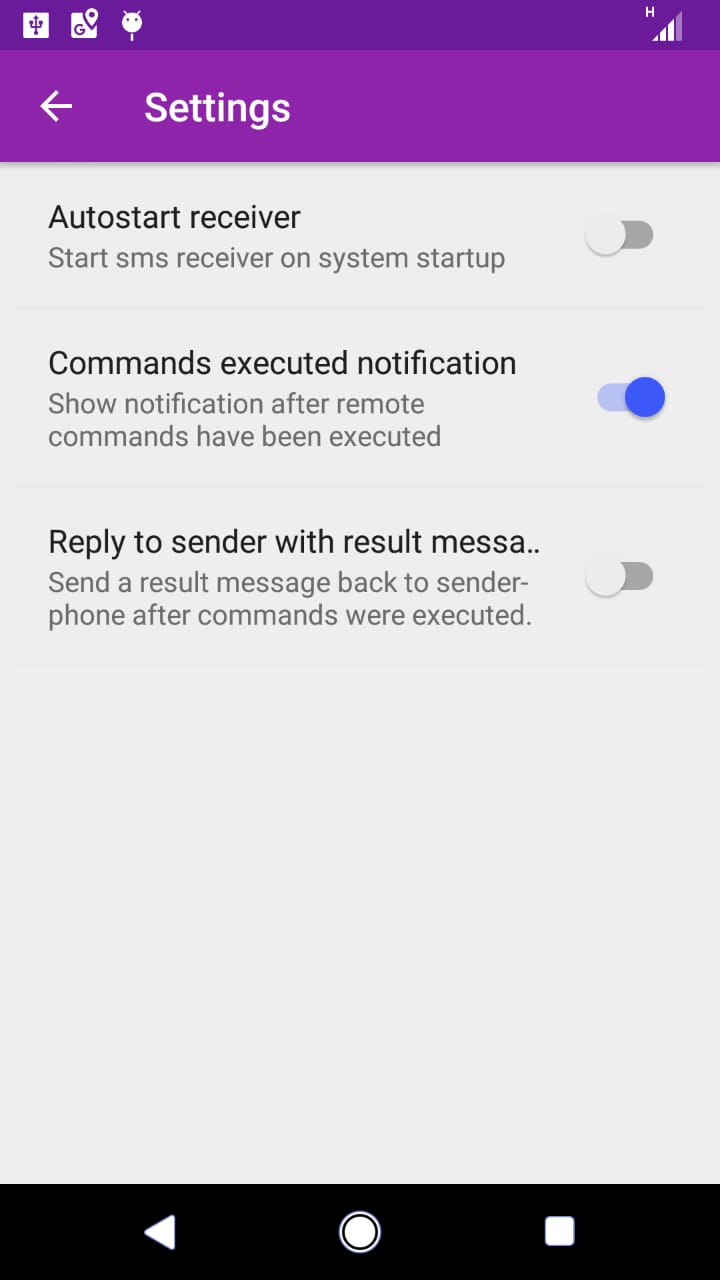 H
Settings
Autostart receiver
Start sms receiver on system startup
Commands executed notification
Show notification after remote
commands have been executed
Reply to sender with result messa..
Send a result message back to sender-
phone after commands were executed.